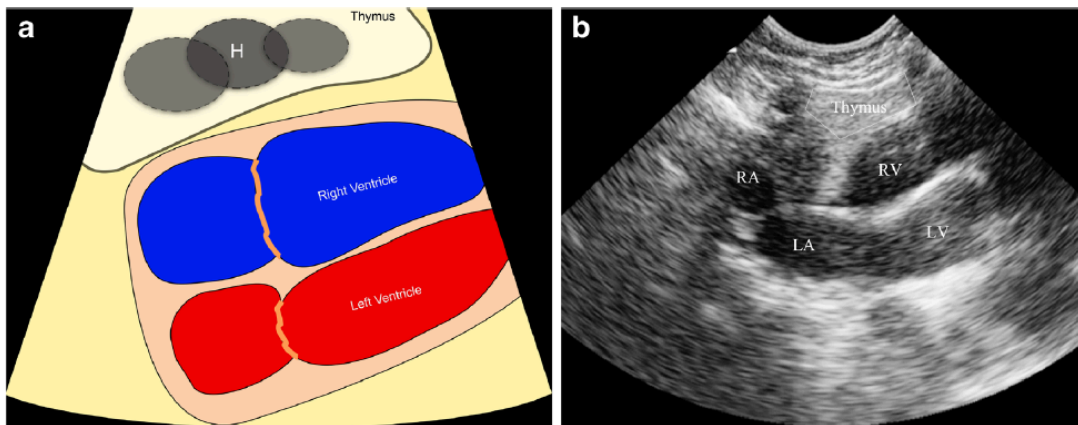 a
Thymus
H
Right Ventricle
Left Ventricle
b
Thymus
RA
RV
LA
LV